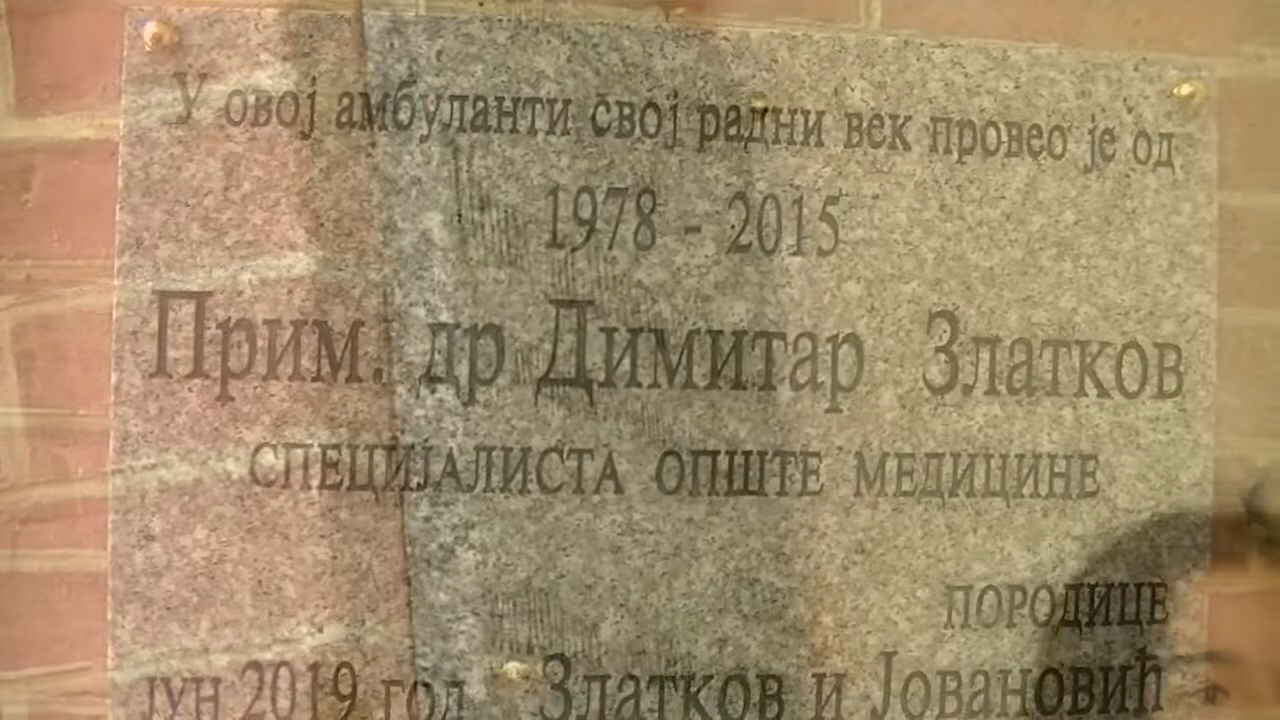 У овој амбуланти свој радни век провео је од
1978 - 2015
Прим. др Димитар Златков
СПЕЦИЈАЛИСТА ОПШТЕ МЕДИЦИНЕ
ПОРОДИЦЕ
ЈУН 2019 год Златков и Јовановић